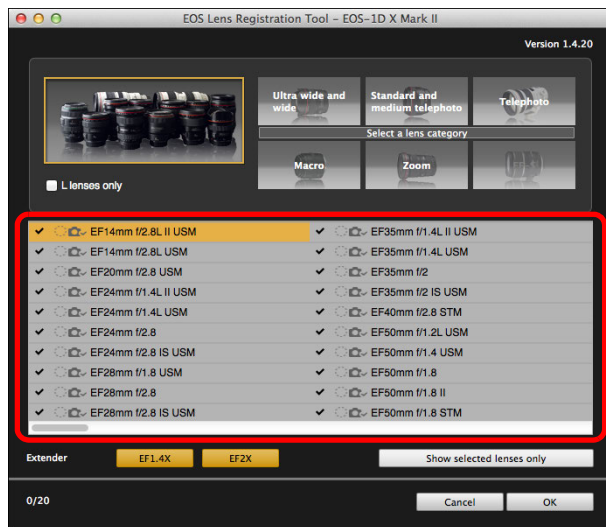 EOS Lens Registration Tool – EOS-1D X Mark II
Version 1.4.20
Ultra wide and wide
Standard and medium telephoto
Telephoto
Select a lens category
Macro
Zoom
L lenses only
EF14mm f/2.8L II USM
EF14mm f/2.8L USM
EF20mm f/2.8 USM
EF24mm f/1.4L II USM
EF24mm f/1.4L USM
EF24mm f/2.8
EF24mm f/2.8 IS USM
EF28mm f/1.8 USM
EF28mm f/2.8
EF28mm f/2.8 IS USM
EF35mm f/1.4L II USM
EF35mm f/1.4L USM
EF35mm f/2
EF35mm f/2 IS USM
EF40mm f/2.8 STM
EF50mm f/1.2L USM
EF50mm f/1.4 USM
EF50mm f/1.8
EF50mm f/1.8 II
EF50mm f/1.8 STM
Extender
EF1.4X
EF2X
Show selected lenses only
0/20
Cancel
OK